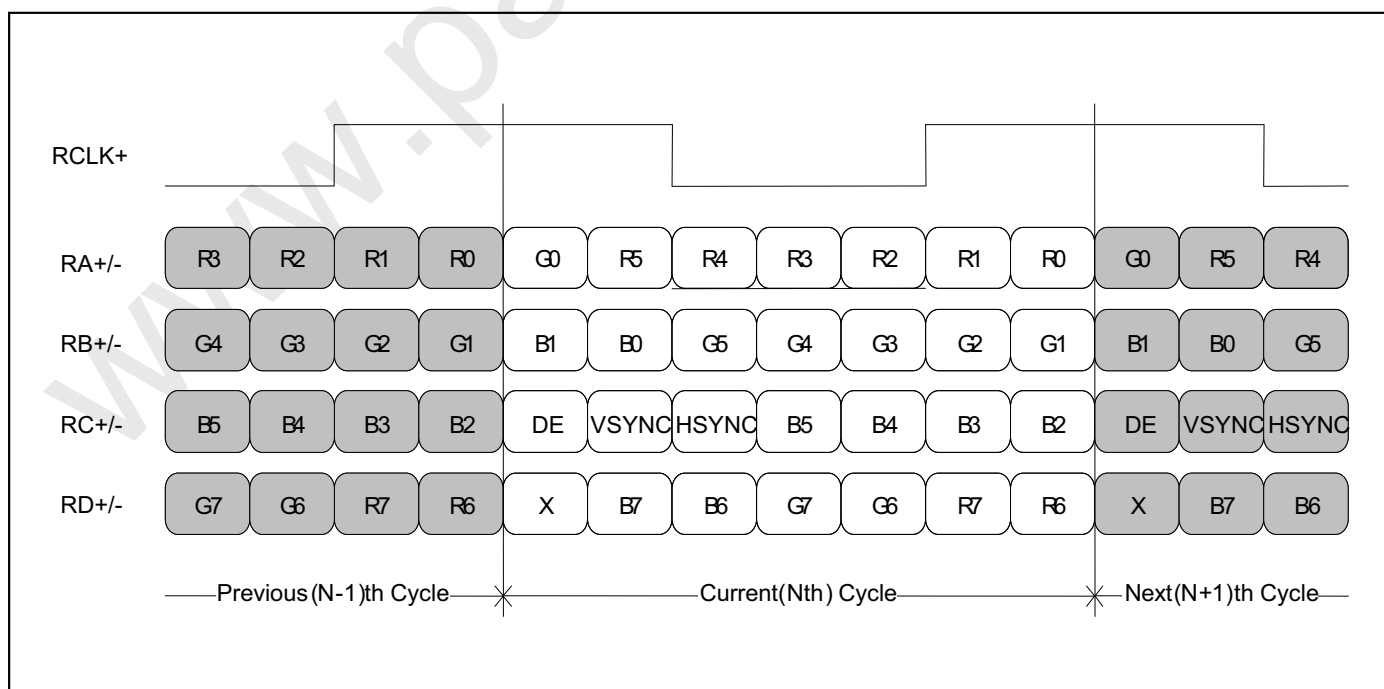 www.pa
RCLK+
RA+/- R3 R2 R1 R0 G0 R5 R4 R3 R2 R1 R0 G0 R5 R4
RB+/- G4 G3 G2 G1 B1 B0 G5 G4 G3 G2 G1 B1 B0 G5
RC+/- B5 B4 B3 B2 DE VSYNC HSYNC B5 B4 B3 B2 DE VSYNC HSYNC
RD+/- G7 G6 R7 R6 X B7 B6 G7 G6 R7 R6 X B7 B6
Previous(N-1)th Cycle Current(Nth) Cycle Next(N+1)th Cycle